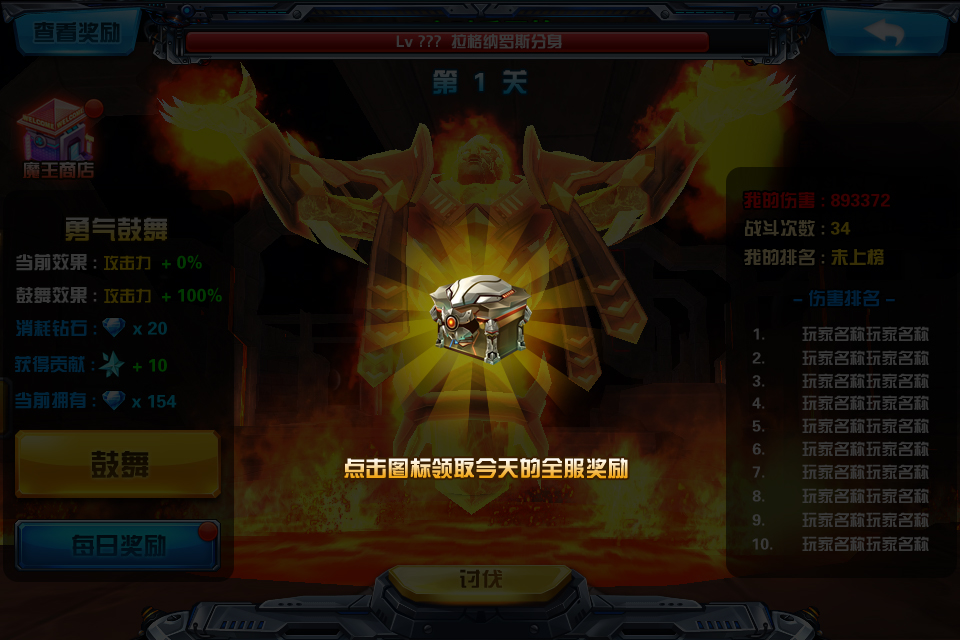 查看奖励
Lv ??? 拉格纳罗斯分身
第 1 关
WELCOME
魔王商店
勇气鼓舞
当前效果：攻击力 + 0%
鼓舞效果：攻击力 + 100%
消耗钻石： x 20
获得贡献： + 10
当前拥有： x 154
鼓舞
每日奖励
点击图标领取今天的全服奖励
讨伐
我的伤害：893372
战斗次数：34
我的排名：未上榜
– 伤害排名 –
1. 玩家名称玩家名称
2. 玩家名称玩家名称
3. 玩家名称玩家名称
4. 玩家名称玩家名称
5. 玩家名称玩家名称
6. 玩家名称玩家名称
7. 玩家名称玩家名称
8. 玩家名称玩家名称
9. 玩家名称玩家名称
10. 玩家名称玩家名称